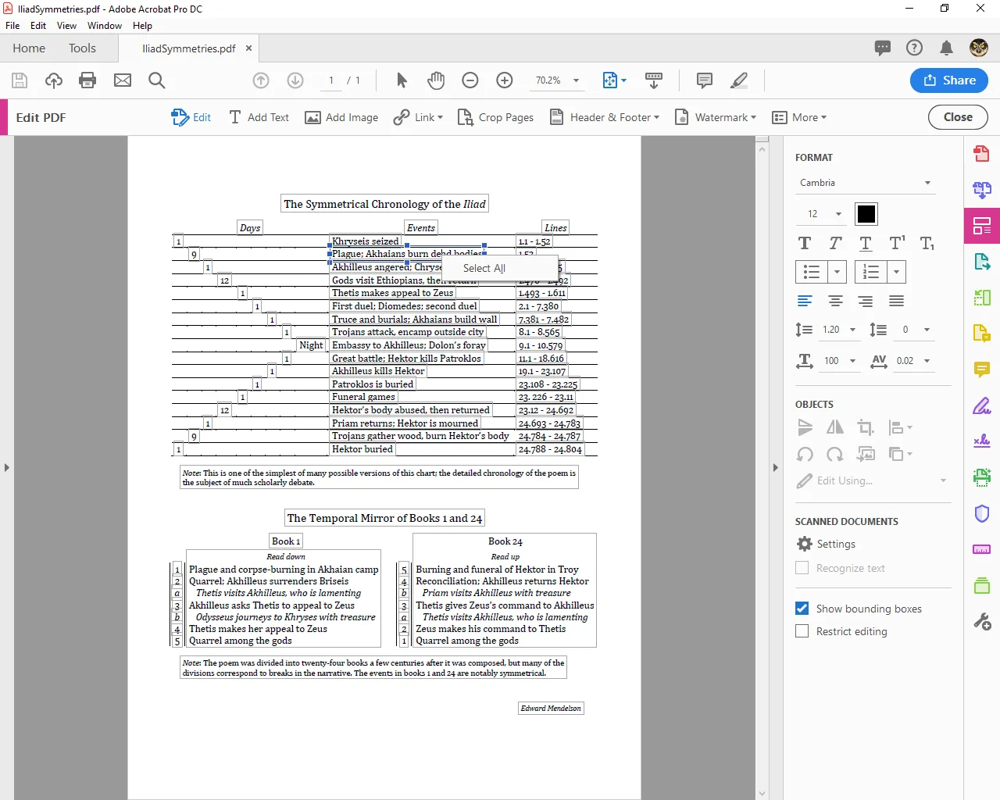 IliadSymmetries.pdf - Adobe Acrobat Pro DC
File Edit View Window Help
Home Tools IliadSymmetries.pdf ×
1 / 1 70.2% Share
Edit PDF Edit Add Text Add Image Link Crop Pages Header & Footer Watermark More Close
The Symmetrical Chronology of the Iliad
Days Events Lines
1 Khryseis seized 1.1 - 1.52
9 Plague; Akhaians burn dead bodies 1.53
1 Akhilleus angered;
12 Gods visit Ethiopians, then return 1.476 - 1.492
1 Thetis makes appeal to Zeus 1.493 - 1.611
1 First duel; Diomedes; second duel 2.1 - 7.380
1 Truce and burials; Akhaians build wall 7.381 - 7.482
1 Trojans attack, encamp outside city 8.1 - 8.565
Night Embassy to Akhilleus; Dolon's foray 9.1 - 10.579
1 Great battle; Hektor kills Patroklos 11.1 - 18.616
1 Akhilleus kills Hektor 19.1 - 23.107
1 Patroklos is buried 23.108 - 23.225
1 Funeral games 23. 226 - 23.11
12 Hektor's body abused, then returned 23.12 - 24.692
1 Priam returns; Hektor is mourned 24.693 - 24.783
9 Trojans gather wood, burn Hektor's body 24.784 - 24.787
1 Hektor buried 24.788 - 24.804
Select All
Note: This is one of the simplest of many possible versions of this chart; the detailed chronology of the poem is
the subject of much scholarly debate.
The Temporal Mirror of Books 1 and 24
Book 1
Read down
1 Plague and corpse-burning in Akhaian camp
2 Quarrel; Akhilleus surrenders Briseis
a Thetis visits Akhilleus, who is lamenting
3 Akhilleus asks Thetis to appeal to Zeus
b Odysseus journeys to Khryses with treasure
4 Thetis makes her appeal to Zeus
5 Quarrel among the gods
Book 24
Read up
5 Burning and funeral of Hektor in Troy
4 Reconciliation; Akhilleus returns Hektor
b Priam visits Akhilleus with treasure
3 Thetis gives Zeus's command to Akhilleus
a Thetis visits Akhilleus, who is lamenting
2 Zeus makes his command to Thetis
1 Quarrel among the gods
Note: The poem was divided into twenty-four books a few centuries after it was composed, but many of the
divisions correspond to breaks in the narrative. The events in books 1 and 24 are notably symmetrical.
Edward Mendelson
FORMAT
Cambria
12
1.20 0
100 AV 0.02
OBJECTS
Edit Using...
SCANNED DOCUMENTS
Settings
Recognize text
Show bounding boxes
Restrict editing